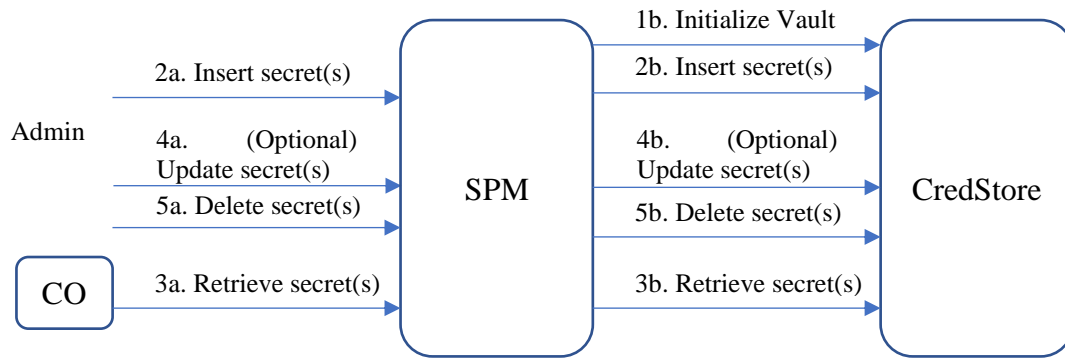 1b. Initialize Vault
2a. Insert secret(s)
2b. Insert secret(s)
Admin
4a. (Optional)
Update secret(s)
4b. (Optional)
Update secret(s)
SPM
CredStore
5a. Delete secret(s)
5b. Delete secret(s)
CO
3a. Retrieve secret(s)
3b. Retrieve secret(s)